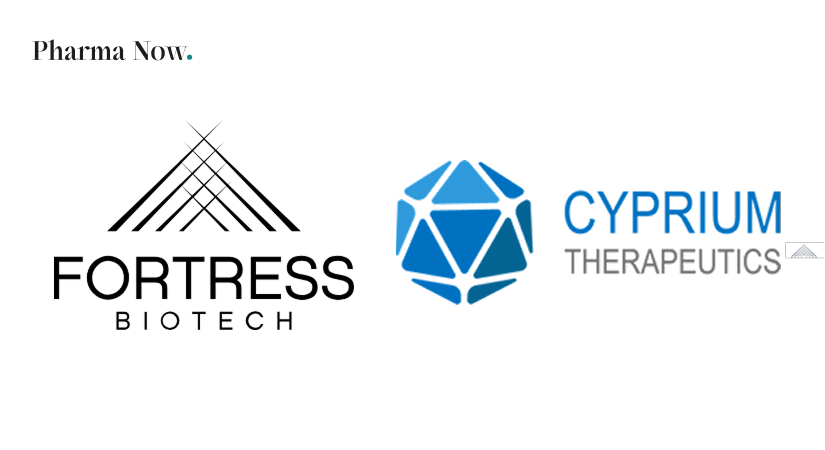 Pharma Now.
FORTRESS
BIOTECH
CYPRIUM
THERAPEUTICS